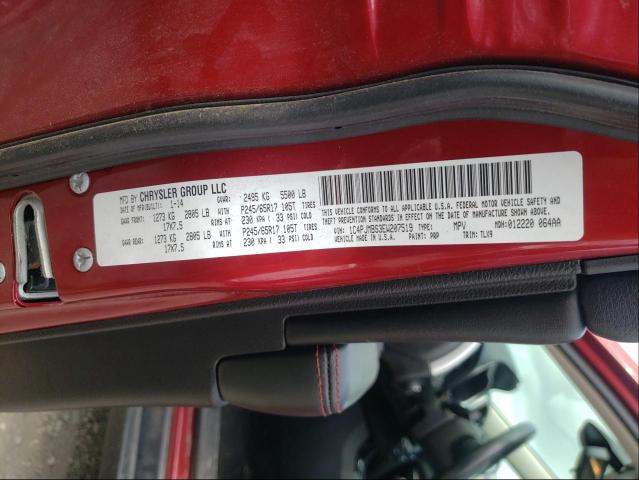 MFD BY CHRYSLER GROUP LLC GVWR: 2495 KG 5500 LB
DATE OF MFR/BUILT: 1-14
GAWR FRONT: 1273 KG 2805 LB WITH TIRES P245/65R17 105T
17X7.5 RIMS AT 230 KPA( 33 PSI) COLD
GAWR REAR: 1273 KG 2805 LB WITH TIRES P245/65R17 105T
17X7.5 RIMS AT 230 KPA( 33 PSI) COLD
THIS VEHICLE CONFORMS TO ALL APPLICABLE U.S.A. FEDERAL MOTOR VEHICLE SAFETY AND
THEFT PREVENTION STANDARDS IN EFFECT ON THE DATE OF MANUFACTURE SHOWN ABOVE.
VIN: 1C4PJMBS3EW207519 TYPE: MPV MDH: 012220 064AA
MADE IN U.S.A. PAINT: PRP TRIM: TLX9